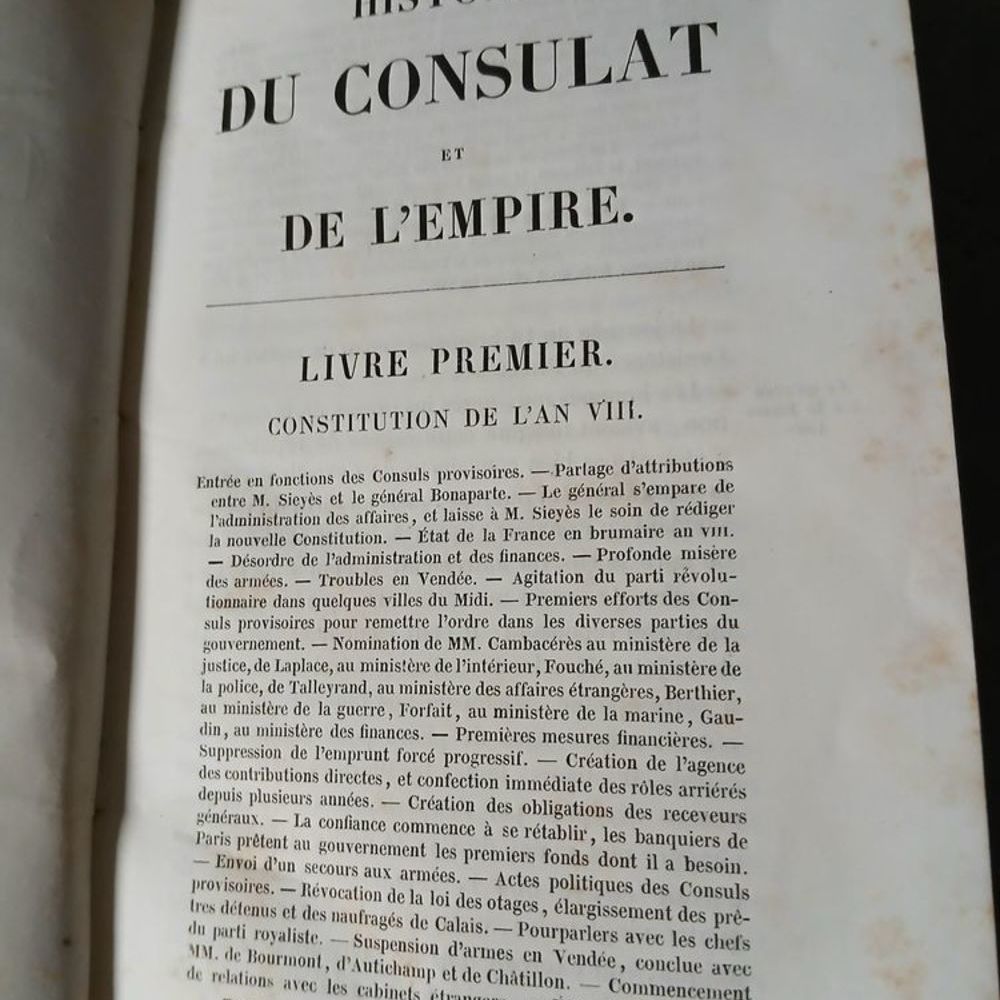 DU CONSULAT
ET
DE L'EMPIRE.
LIVRE PREMIER.
CONSTITUTION DE L'AN VIII.
Entrée en fonctions des Consuls provisoires. — Partage d'attributions
entre M. Sieyès et le général Bonaparte. — Le général s'empare de
l'administration des affaires, et laisse à M. Sieyès le soin de rédiger
la nouvelle Constitution. — État de la France en brumaire an VIII.
— Désordre de l'administration et des finances. — Profonde misère
des armées. — Troubles en Vendée. — Agitation du parti révolu-
tionnaire dans quelques villes du Midi. — Premiers efforts des Con-
suls provisoires pour remettre l'ordre dans les diverses parties du
gouvernement. — Nomination de MM. Cambacérès au ministère de la
justice, de Laplace, au ministère de l'intérieur, Fouché, au ministère de
la police, de Talleyrand, au ministère des affaires étrangères, Berthier,
au ministère de la guerre, Forfait, au ministère de la marine, Gau-
din, au ministère des finances. — Premières mesures financières. —
Suppression de l'emprunt forcé progressif. — Création de l'agence
des contributions directes, et confection immédiate des rôles arriérés
depuis plusieurs années. — Création des obligations des receveurs
généraux. — La confiance commence à se rétablir, les banquiers de
Paris prêtent au gouvernement les premiers fonds dont il a besoin.
— Envoi d'un secours aux armées. — Actes politiques des Consuls
provisoires. — Révocation de la loi des otages, élargissement des prê-
tres détenus et des naufragés de Calais. — Pourparlers avec les chefs
du parti royaliste. — Suspension d'armes en Vendée, conclue avec
MM. de Bourmont, d'Autichamp et de Châtillon. — Commencement
de relations avec les cabinets